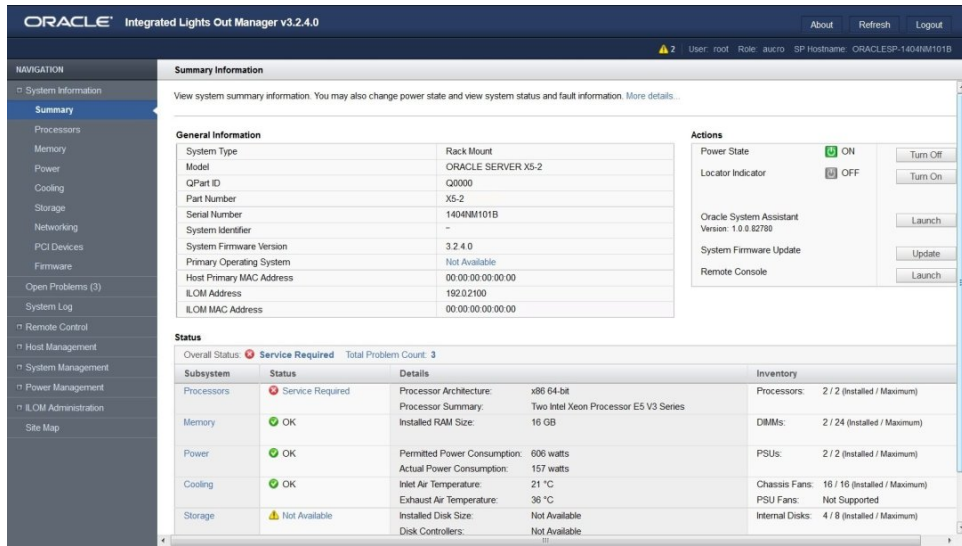 ORACLE® Integrated Lights Out Manager v3.2.4.0
About Refresh Logout
2 User: root Role: aucro SP Hostname: ORACLESP-1404NM101B
NAVIGATION
System Information
Summary
Processors
Memory
Power
Cooling
Storage
Networking
PCI Devices
Firmware
Open Problems (3)
System Log
Remote Control
Host Management
System Management
Power Management
ILOM Administration
Site Map
Summary Information
View system summary information. You may also change power state and view system status and fault information. More details...
General Information
System Type Rack Mount
Model ORACLE SERVER X5-2
QPart ID Q0000
Part Number X5-2
Serial Number 1404NM101B
System Identifier -
System Firmware Version 3.2.4.0
Primary Operating System Not Available
Host Primary MAC Address 00:00:00:00:00:00
ILOM Address 192.0.2.100
ILOM MAC Address 00:00:00:00:00:00
Actions
Power State ON Turn Off
Locator Indicator OFF Turn On
Oracle System Assistant Launch
Version: 1.0.0.82780
System Firmware Update Update
Remote Console Launch
Status
Overall Status: Service Required Total Problem Count: 3
Subsystem Status Details Inventory
Processors Service Required Processor Architecture: x86 64-bit Processors: 2 / 2 (Installed / Maximum)
Processor Summary: Two Intel Xeon Processor E5 V3 Series
Memory OK Installed RAM Size: 16 GB DIMMs: 2 / 24 (Installed / Maximum)
Power OK Permitted Power Consumption: 606 watts PSUs: 2 / 2 (Installed / Maximum)
Actual Power Consumption: 157 watts
Cooling OK Inlet Air Temperature: 21 °C Chassis Fans: 16 / 16 (Installed / Maximum)
Exhaust Air Temperature: 36 °C PSU Fans: Not Supported
Storage Not Available Installed Disk Size: Not Available Internal Disks: 4 / 8 (Installed / Maximum)
Disk Controllers: Not Available